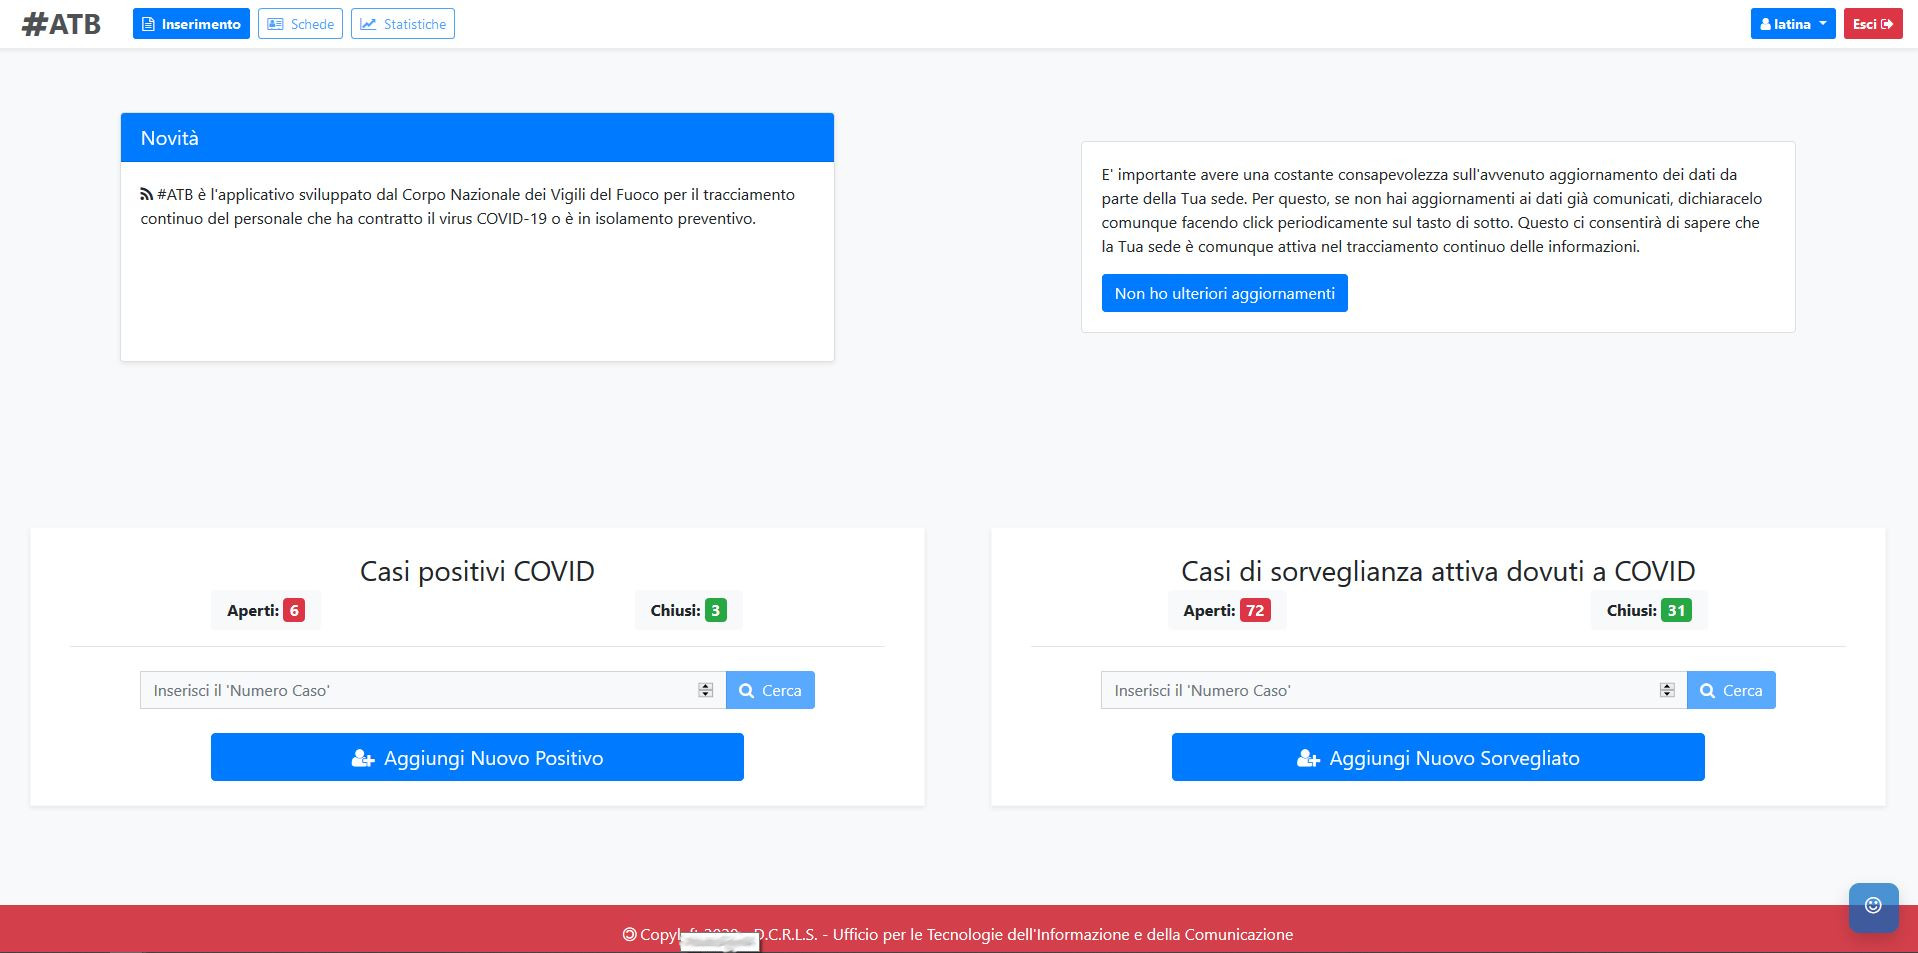 #ATB
Inserimento
Schede
Statistiche
latina
Esci
Novità
#ATB è l'applicativo sviluppato dal Corpo Nazionale dei Vigili del Fuoco per il tracciamento
continuo del personale che ha contratto il virus COVID-19 o è in isolamento preventivo.
E' importante avere una costante consapevolezza sull'avvenuto aggiornamento dei dati da
parte della Tua sede. Per questo, se non hai aggiornamenti ai dati già comunicati, dichiaracelo
comunque facendo click periodicamente sul tasto di sotto. Questo ci consentirà di sapere che
la Tua sede è comunque attiva nel tracciamento continuo delle informazioni.
Non ho ulteriori aggiornamenti
Casi positivi COVID
Aperti: 6
Chiusi: 3
Inserisci il 'Numero Caso'
Cerca
Aggiungi Nuovo Positivo
Casi di sorveglianza attiva dovuti a COVID
Aperti: 72
Chiusi: 31
Inserisci il 'Numero Caso'
Cerca
Aggiungi Nuovo Sorvegliato
D.C.R.L.S. - Ufficio per le Tecnologie dell'Informazione e della Comunicazione